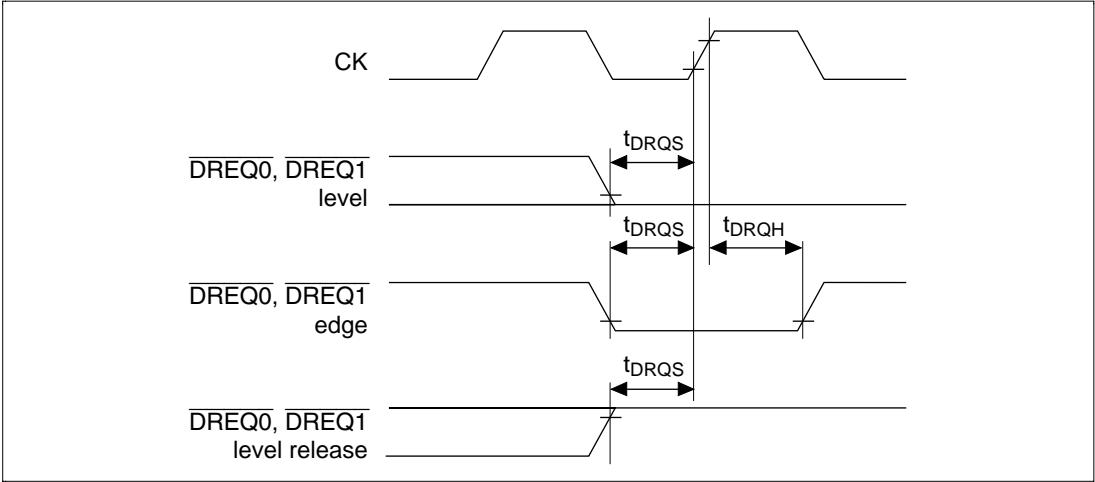 CK
tDRQS
DREQ0, DREQ1
level
tDRQS tDRQH
DREQ0, DREQ1
edge
tDRQS
DREQ0, DREQ1
level release